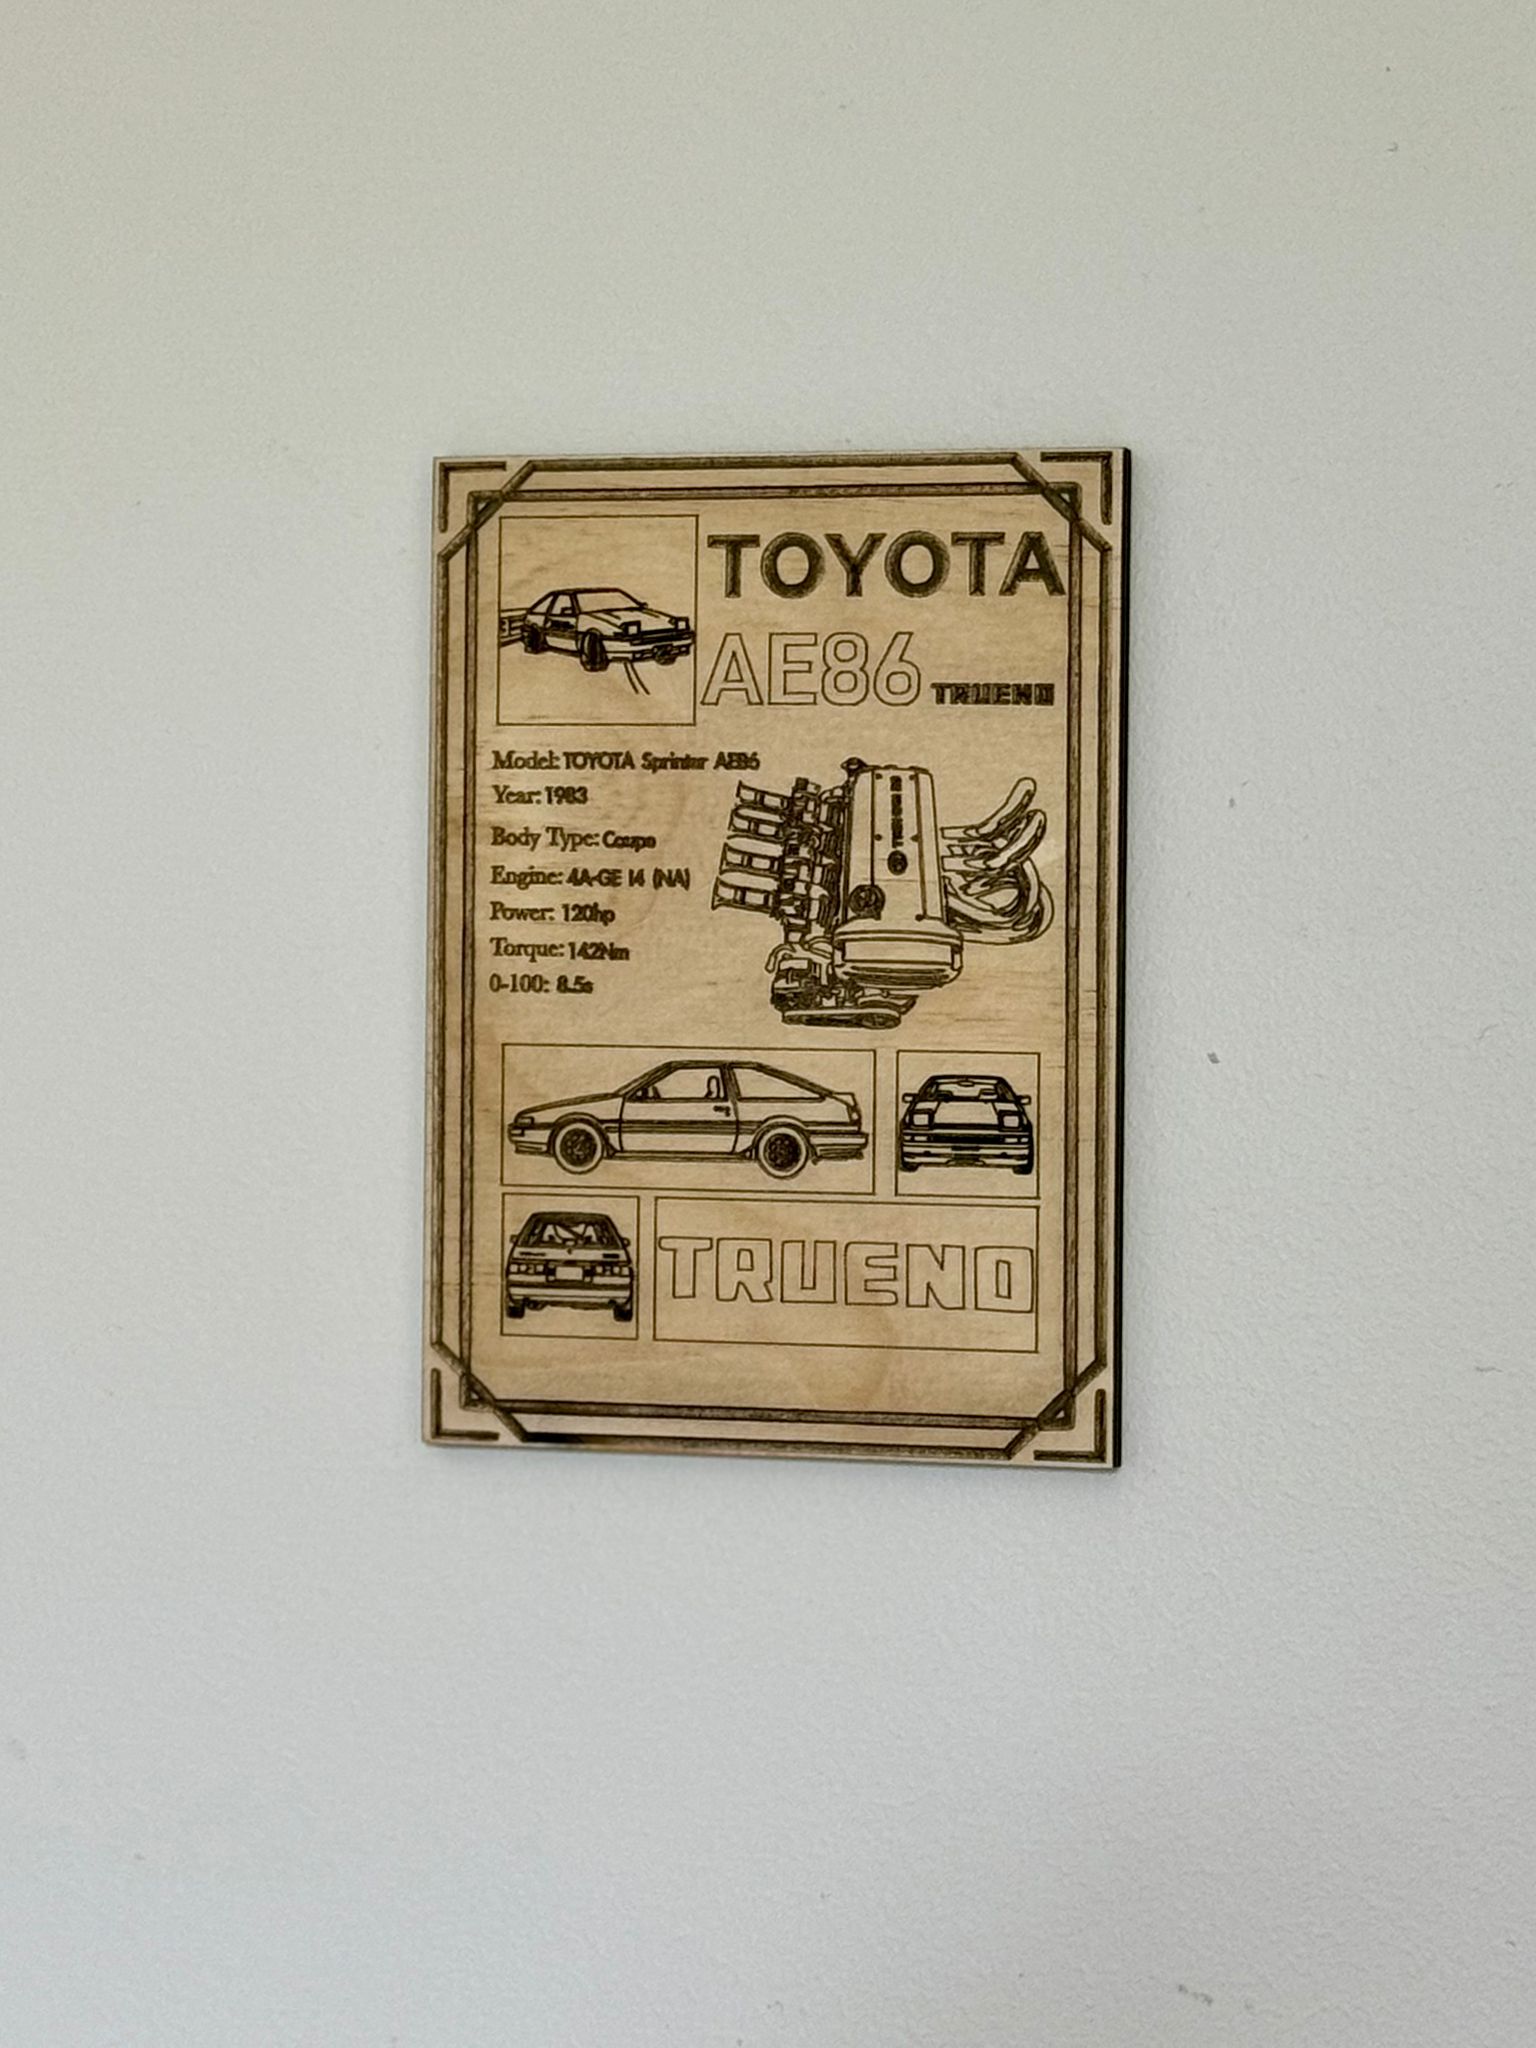 TOYOTA
AE86 TRUENO
Model: TOYOTA Sprinter AE86
Year: 1983
Body Type: Coupe
Engine: 4A-GE I4 (NA)
Power: 120hp
Torque: 142Nm
0-100: 8.5s
TRUENO